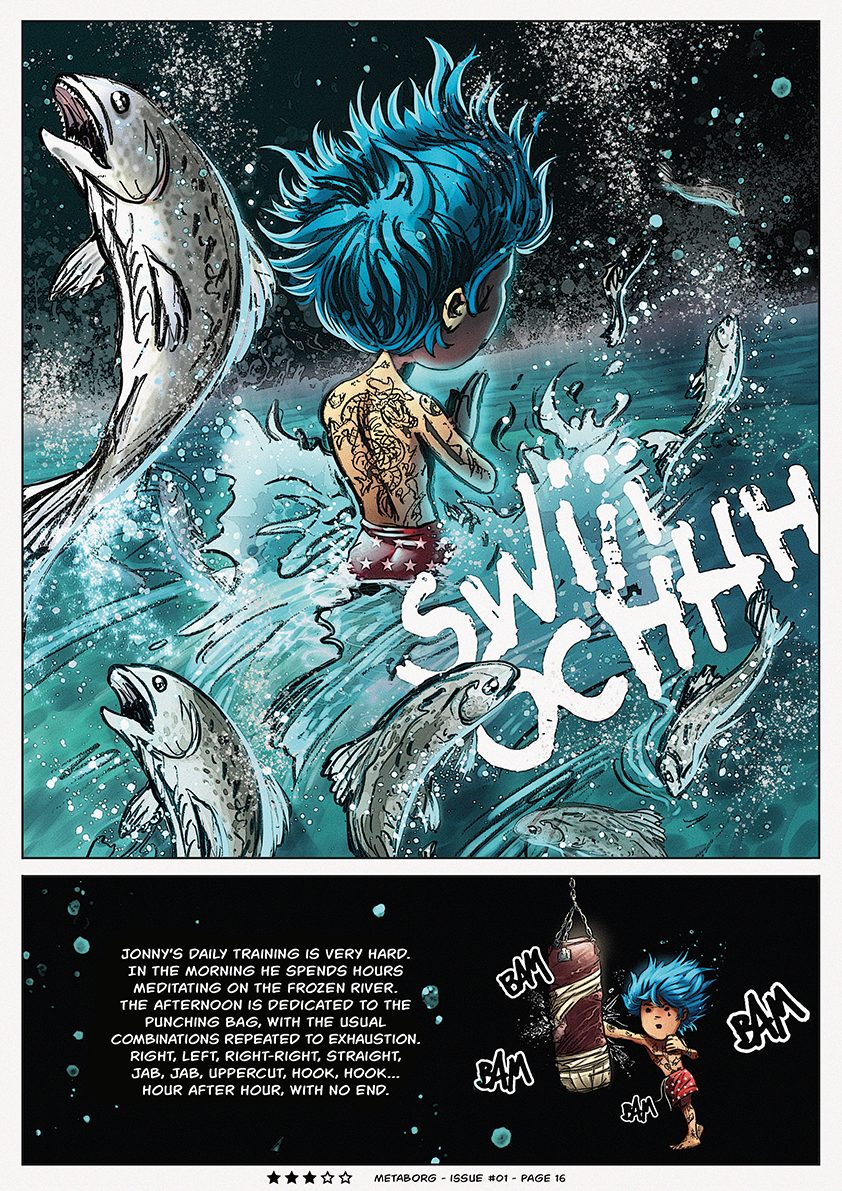 SWïïï
OCHHHH
BAM
JONNY'S DAILY TRAINING IS VERY HARD.
IN THE MORNING HE SPENDS HOURS
MEDITATING ON THE FROZEN RIVER.
THE AFTERNOON IS DEDICATED TO THE
PUNCHING BAG, WITH THE USUAL
COMBINATIONS REPEATED TO EXHAUSTION.
RIGHT, LEFT, RIGHT-RIGHT, STRAIGHT,
JAB, JAB, UPPERCUT, HOOK, HOOK...
HOUR AFTER HOUR, WITH NO END.
BAM
BAM
BAM
METABORG - ISSUE #01 - PAGE 16